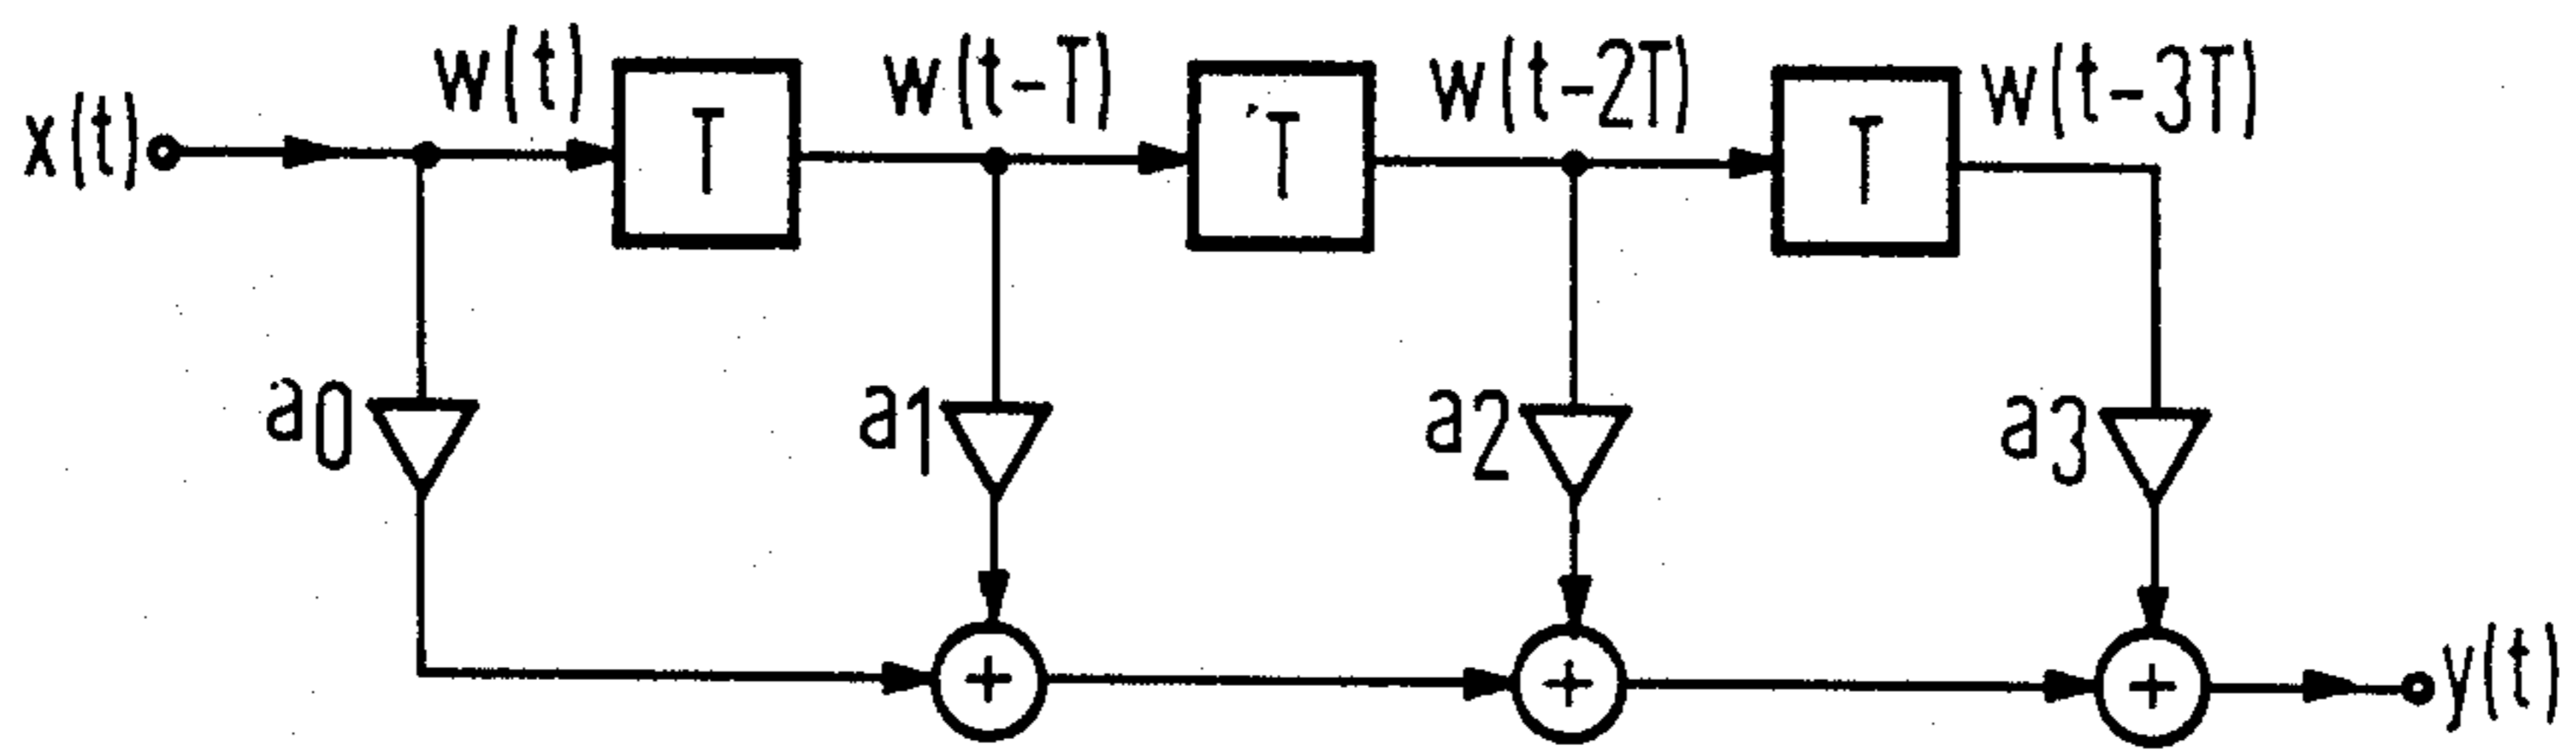 x(t) w(t) T w(t-T) T w(t-2T) T w(t-3T)
a0 a1 a2 a3
+ + + y(t)